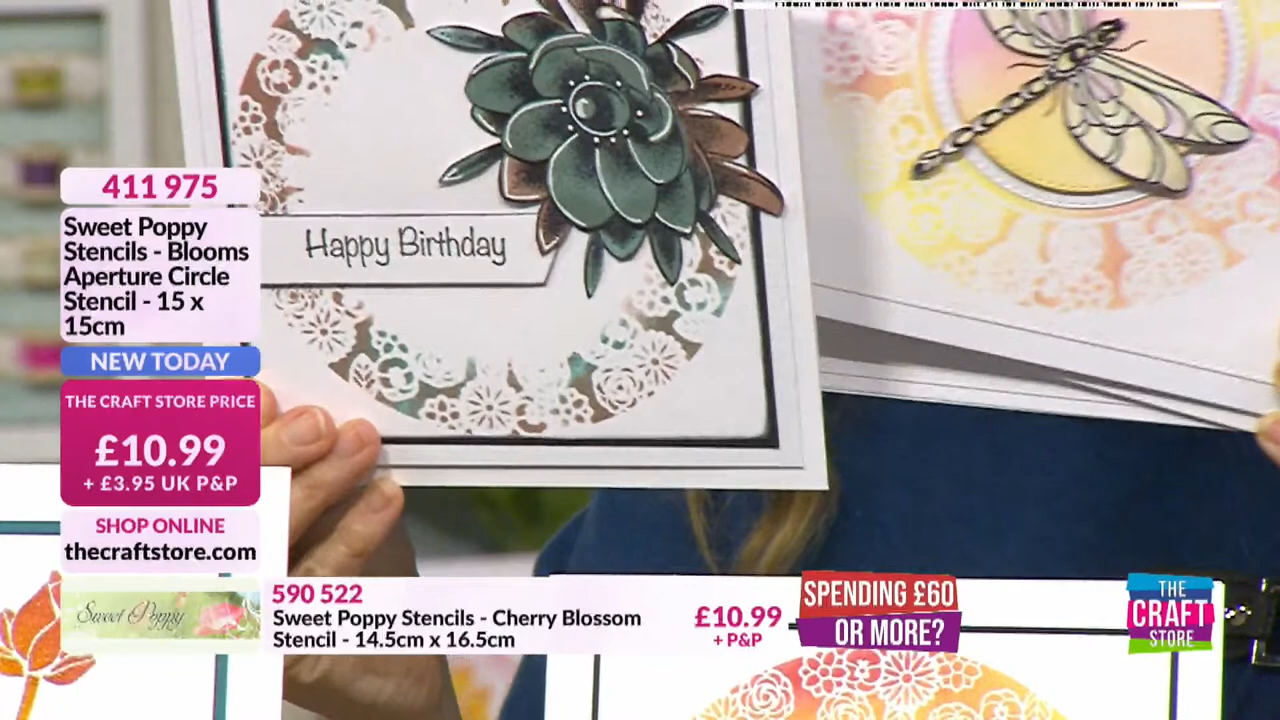 411 975
Sweet Poppy
Stencils - Blooms
Aperture Circle
Stencil - 15 x
15cm
NEW TODAY
THE CRAFT STORE PRICE
£10.99
+ £3.95 UK P&P
SHOP ONLINE
thecraftstore.com
Happy Birthday
Sweet Poppy
590 522
Sweet Poppy Stencils - Cherry Blossom
Stencil - 14.5cm x 16.5cm
£10.99
+ P&P
SPENDING £60
OR MORE?
THE
CRAFT
STORE